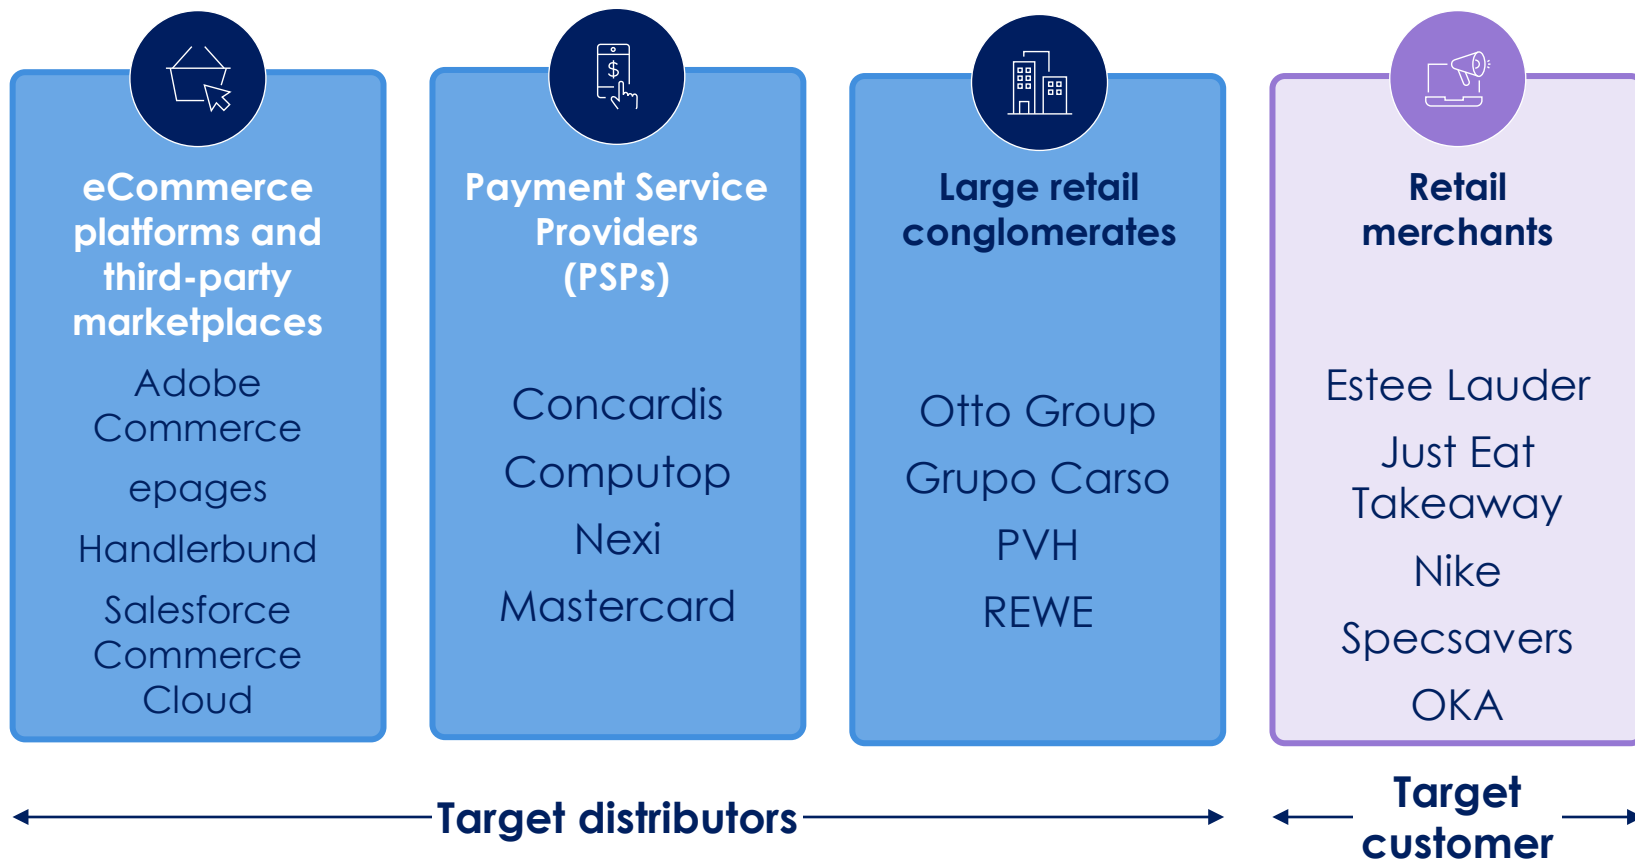 eCommerce
platforms and
third-party
marketplaces
Adobe
Commerce
epages
Handlerbund
Salesforce
Commerce
Cloud
$
Payment Service
Providers
(PSPs)
Concardis
Computop
Nexi
Mastercard
Large retail
conglomerates
Otto Group
Grupo Carso
PVH
REWE
Retail
merchants
Estee Lauder
Just Eat
Takeaway
Nike
Specsavers
OKA
Target distributors
Target
customer